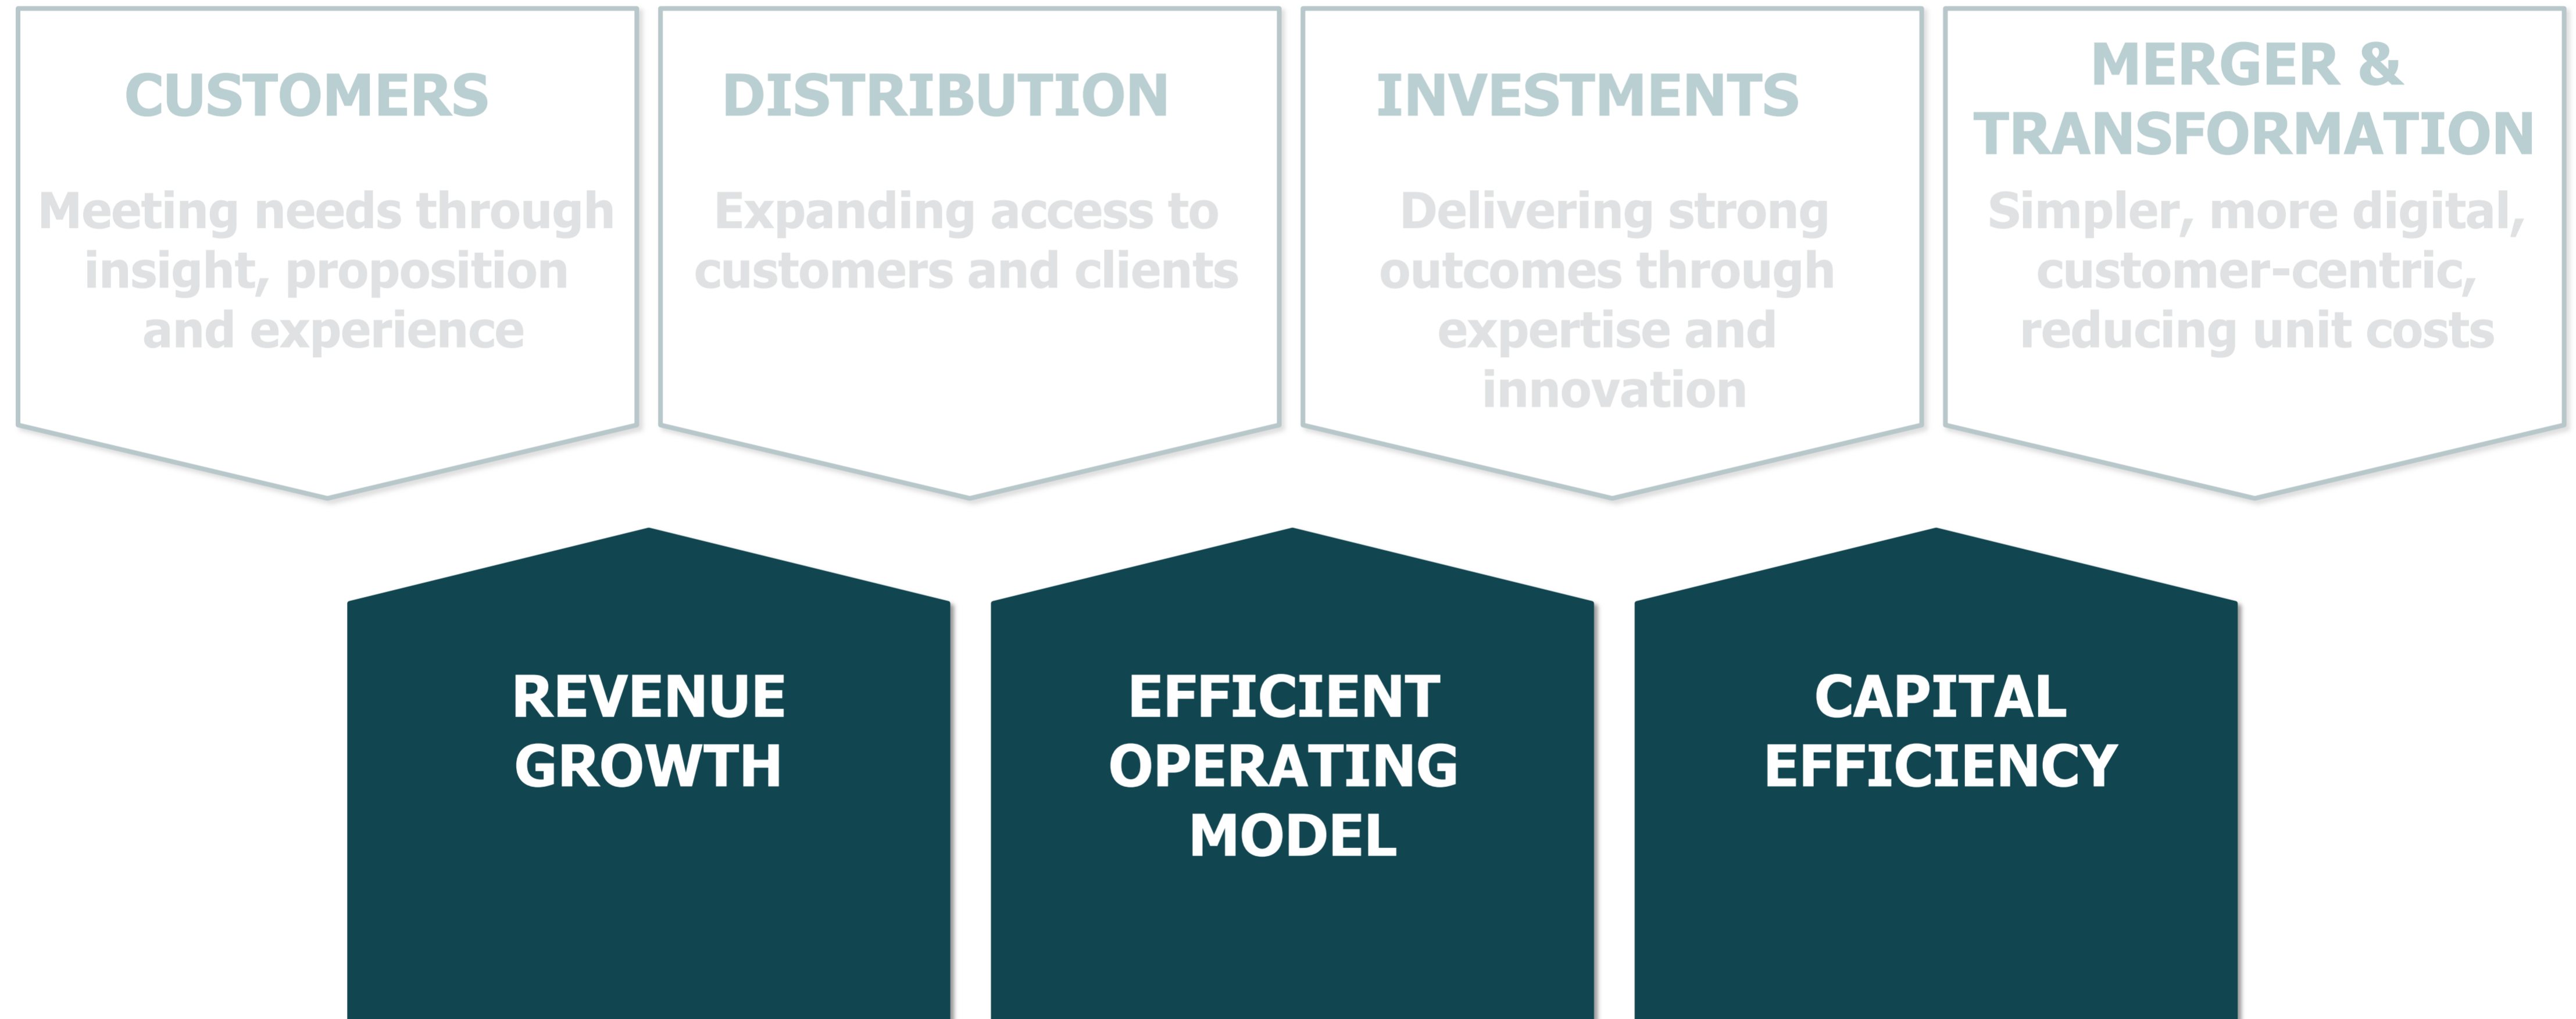 CUSTOMERS
Meeting needs through
insight, proposition
and experience
DISTRIBUTION
Expanding access to
customers and clients
INVESTMENTS
Delivering strong
outcomes through
expertise and
innovation
MERGER &
TRANSFORMATION
Simpler, more digital,
customer-centric,
reducing unit costs
REVENUE
GROWTH
EFFICIENT
OPERATING
MODEL
CAPITAL
EFFICIENCY